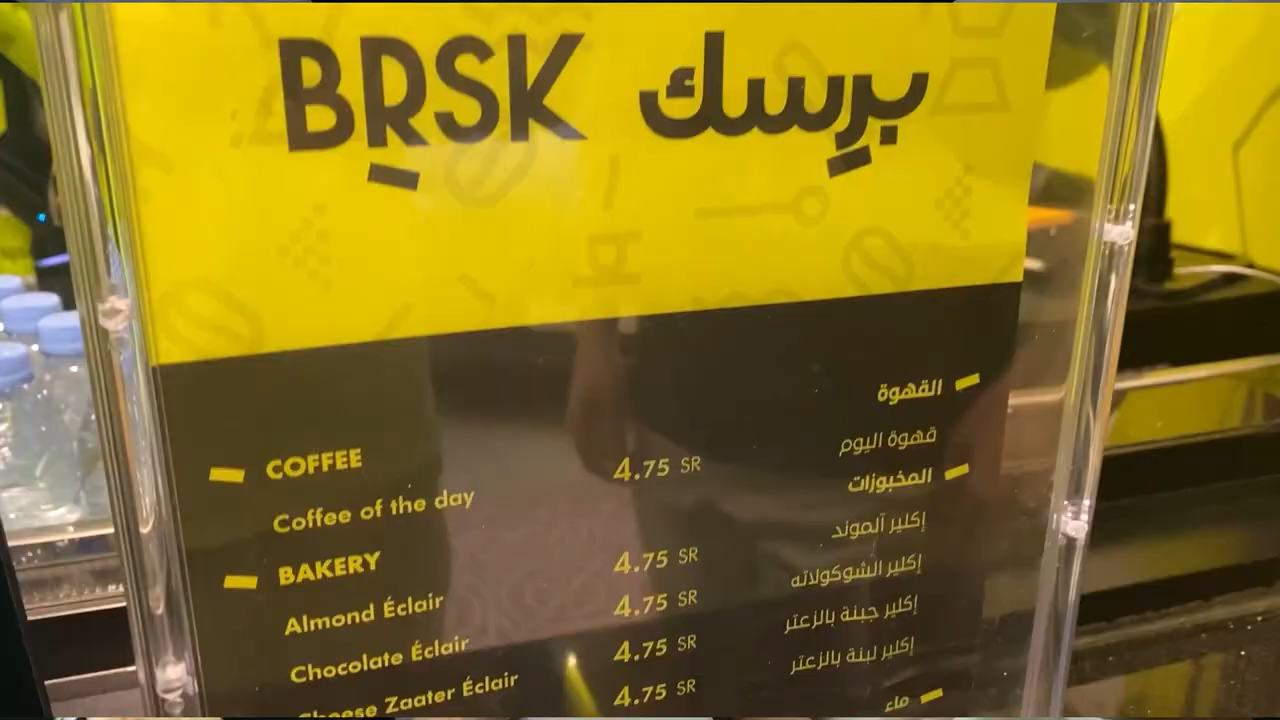 BRSK برسك
القهوة
COFFEE
Coffee of the day 4.75 SR قهوة اليوم
BAKERY المخبوزات
Almond Éclair 4.75 SR إكلير آلموند
Chocolate Éclair 4.75 SR إكلير الشوكولاته
Cheese Zaater Éclair 4.75 SR إكلير جبنة بالزعتر
4.75 SR إكلير لبنة بالزعتر
ماء